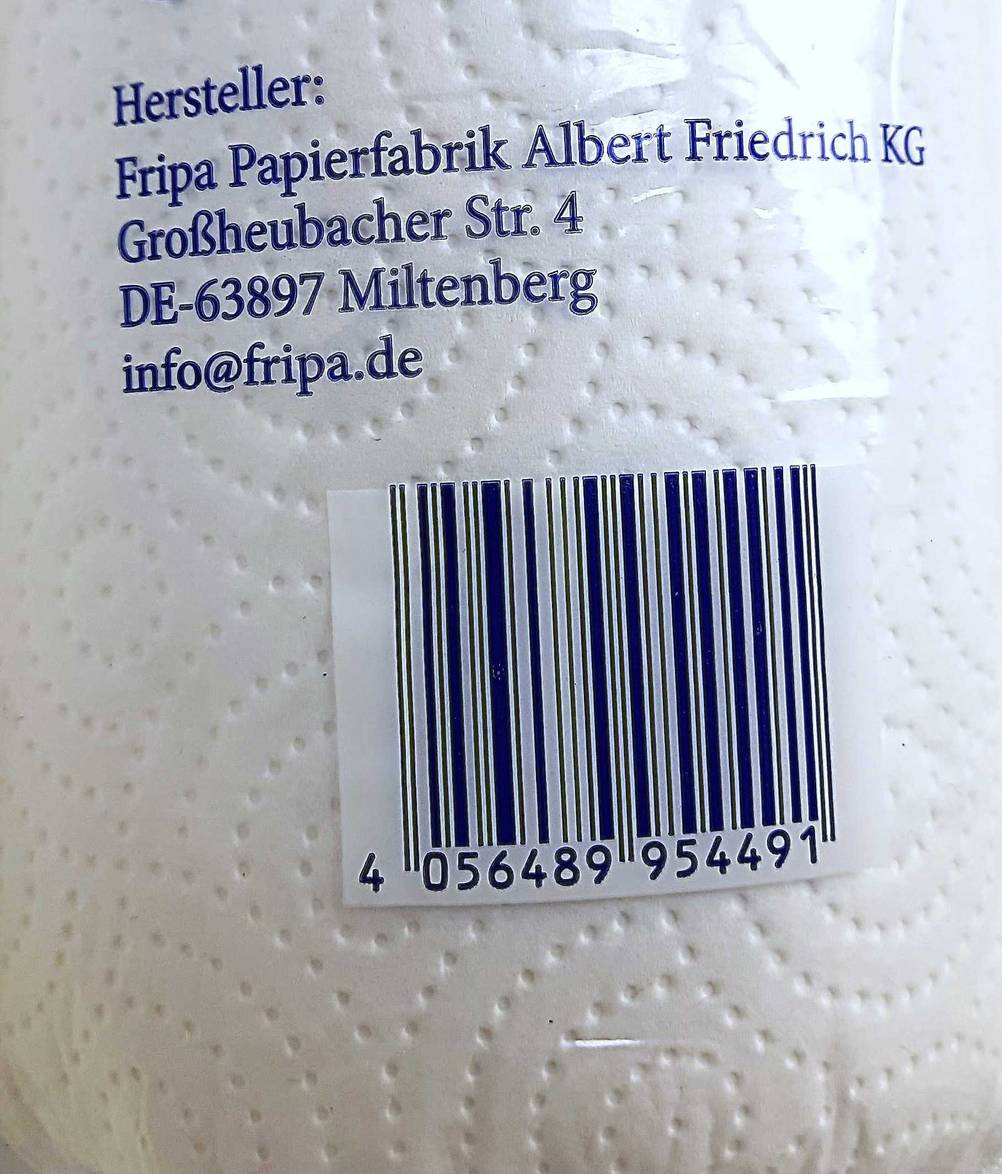 Hersteller:
Fripa Papierfabrik Albert Friedrich KG
Großheubacher Str. 4
DE-63897 Miltenberg
info@fripa.de
4 056489 954491